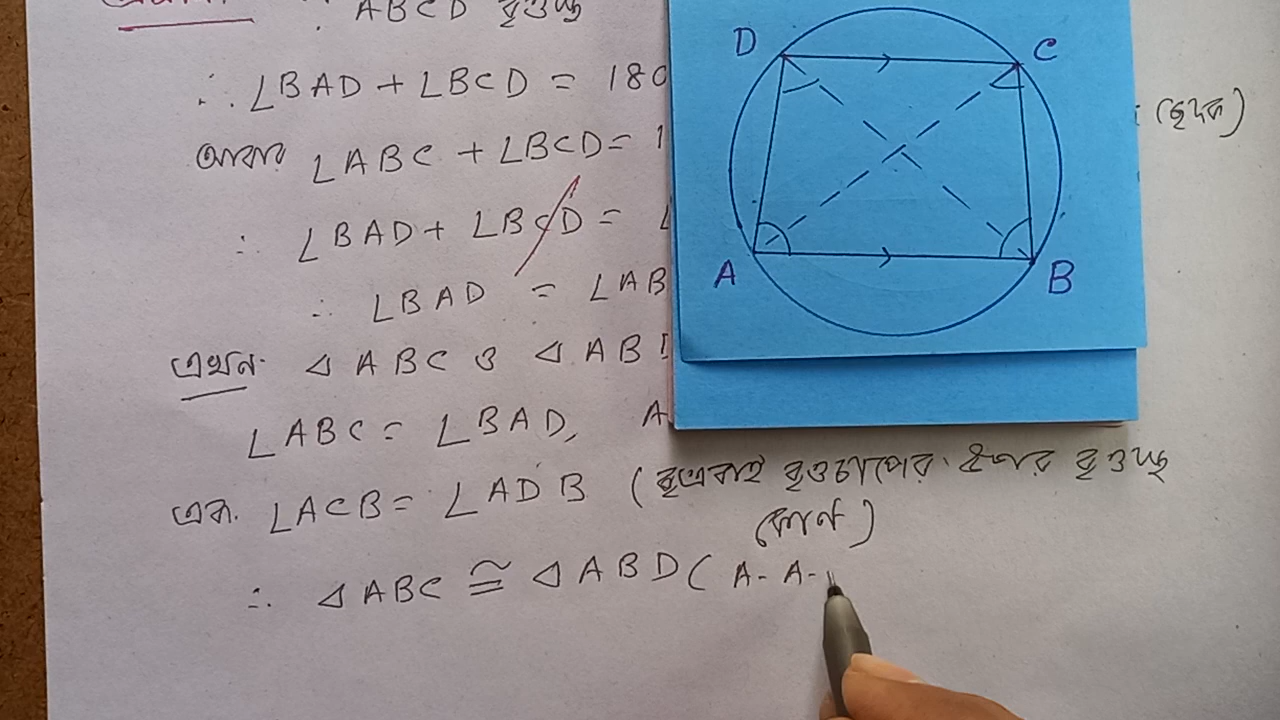 ∵ ABCD বৃত্তস্থ
∴ ∠BAD + ∠BCD = 180
আবার ∠ABC + ∠BCD = 1
(ছেদক)
∴ ∠BAD + ∠BCD = ∠
∴ ∠BAD = ∠AB
এখন △ABC ও △AB
∠ABC = ∠BAD, A
এবং ∠ACB = ∠ADB ( একই বৃত্তচাপের উপর বৃত্তস্থ
কোণ )
∴ △ABC ≅ △ABD ( A- A-
D
C
A
B